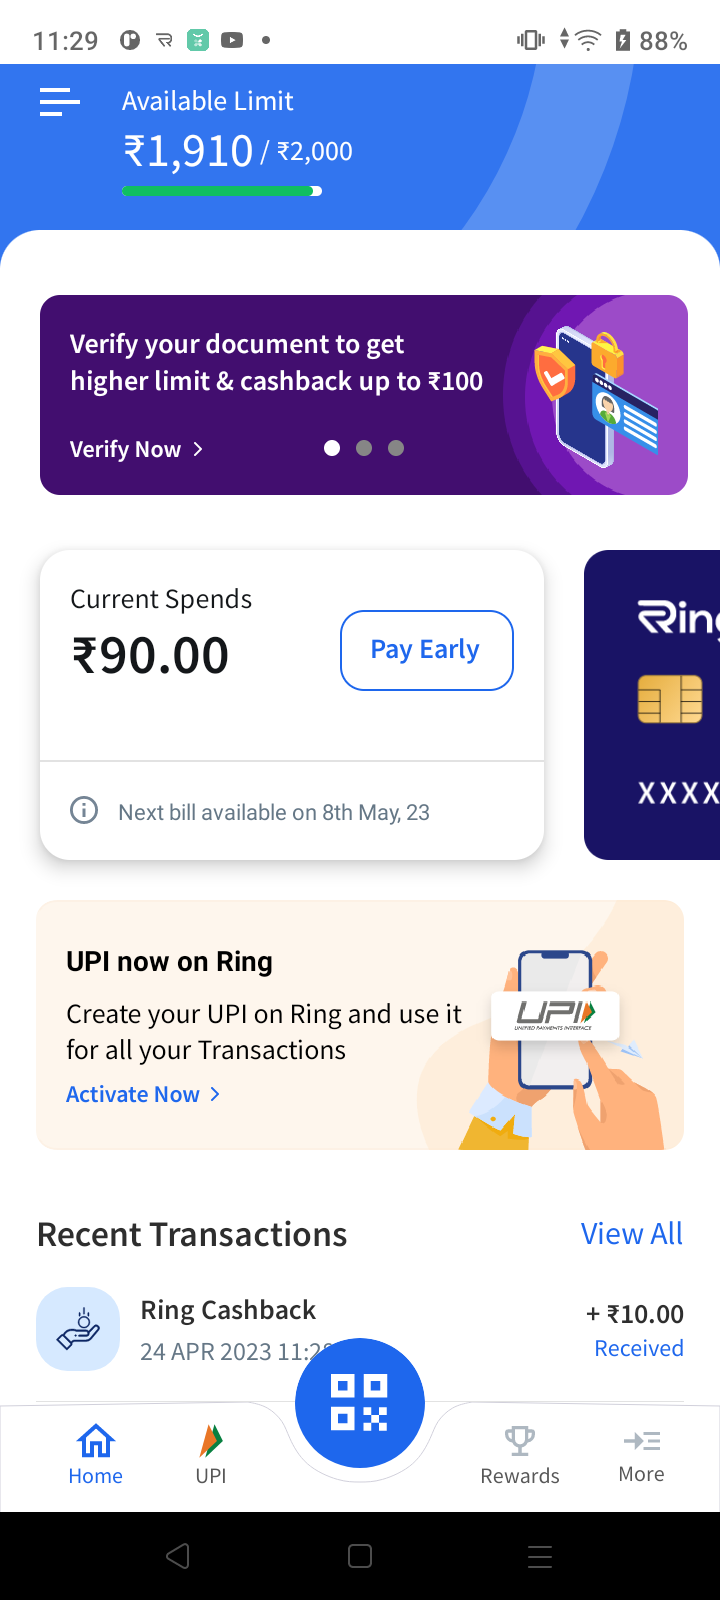 11:29
88%
Available Limit
₹1,910 / ₹2,000
Verify your document to get
higher limit & cashback up to ₹100
Verify Now
Current Spends
₹90.00
Pay Early
Next bill available on 8th May, 23
Ring
XXXX
UPI now on Ring
Create your UPI on Ring and use it
for all your Transactions
Activate Now
UPI
UNIFIED PAYMENTS INTERFACE
Recent Transactions
View All
Ring Cashback
+ ₹10.00
24 APR 2023 11:28
Received
Home
UPI
Rewards
More